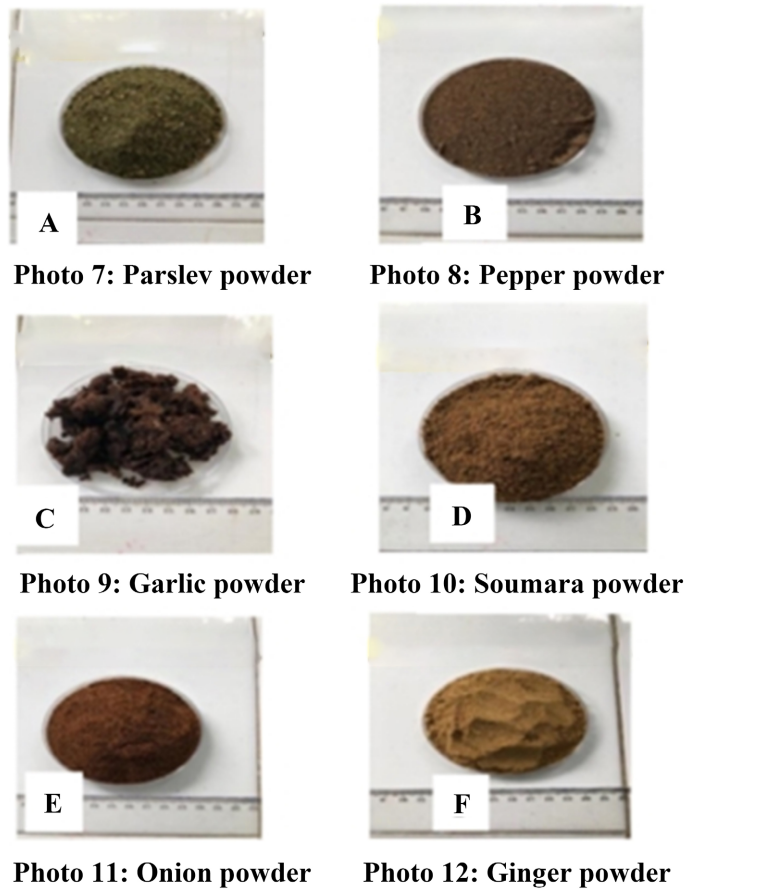 A
B
Photo 7: Parslev powder
Photo 8: Pepper powder
C
D
Photo 9: Garlic powder
Photo 10: Soumara powder
E
F
Photo 11: Onion powder
Photo 12: Ginger powder